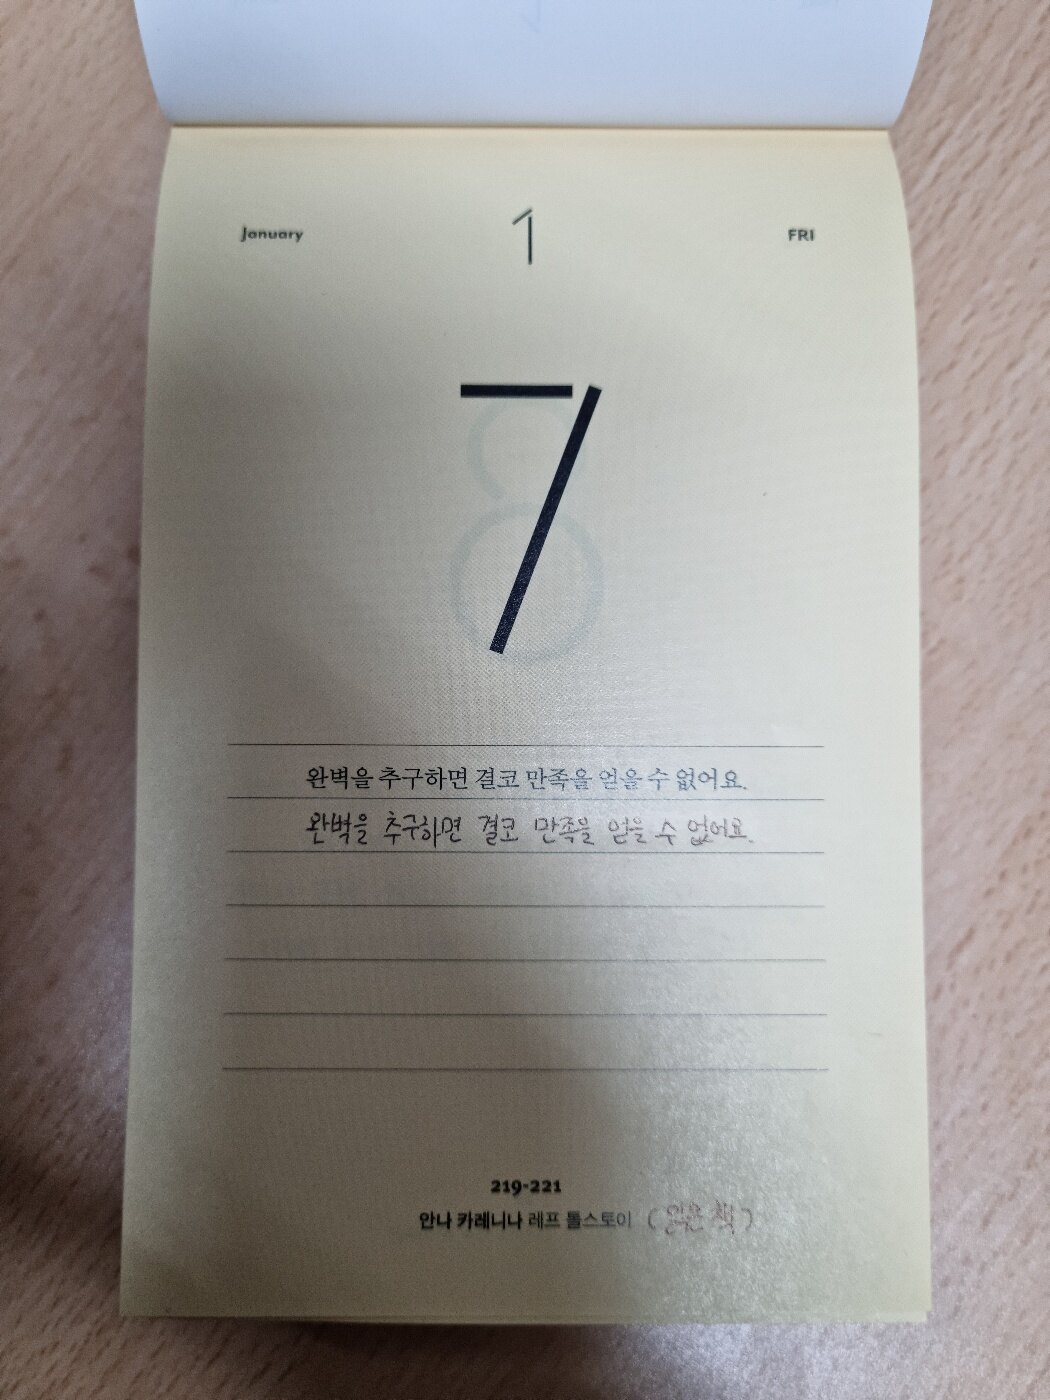 January 1 FRI
7
완벽을 추구하면 결코 만족을 얻을 수 없어요.
완벽을 추구하면 결코 만족을 얻을 수 없어요.
219-221
안나 카레니나 레프 톨스토이 (읽은 책)